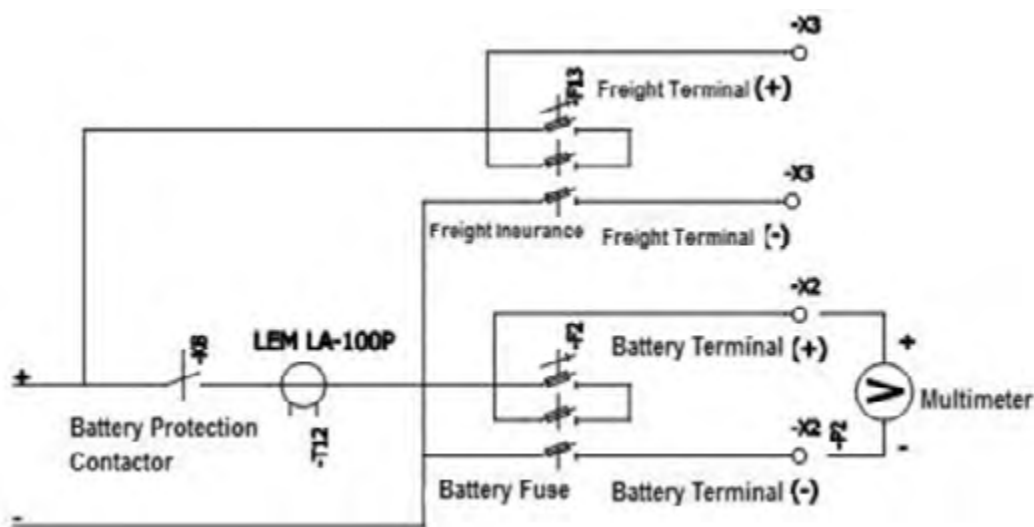 -X3
Freight Terminal (+)
-F13
-X3
Freight Insurance
Freight Terminal (-)
-X2
LEM LA-100P
-F2
Battery Terminal (+)
+
-K8
+
Multimeter
Battery Protection
Contactor
-T12
-X2
-P2
-
Battery Fuse
Battery Terminal (-)
-
V